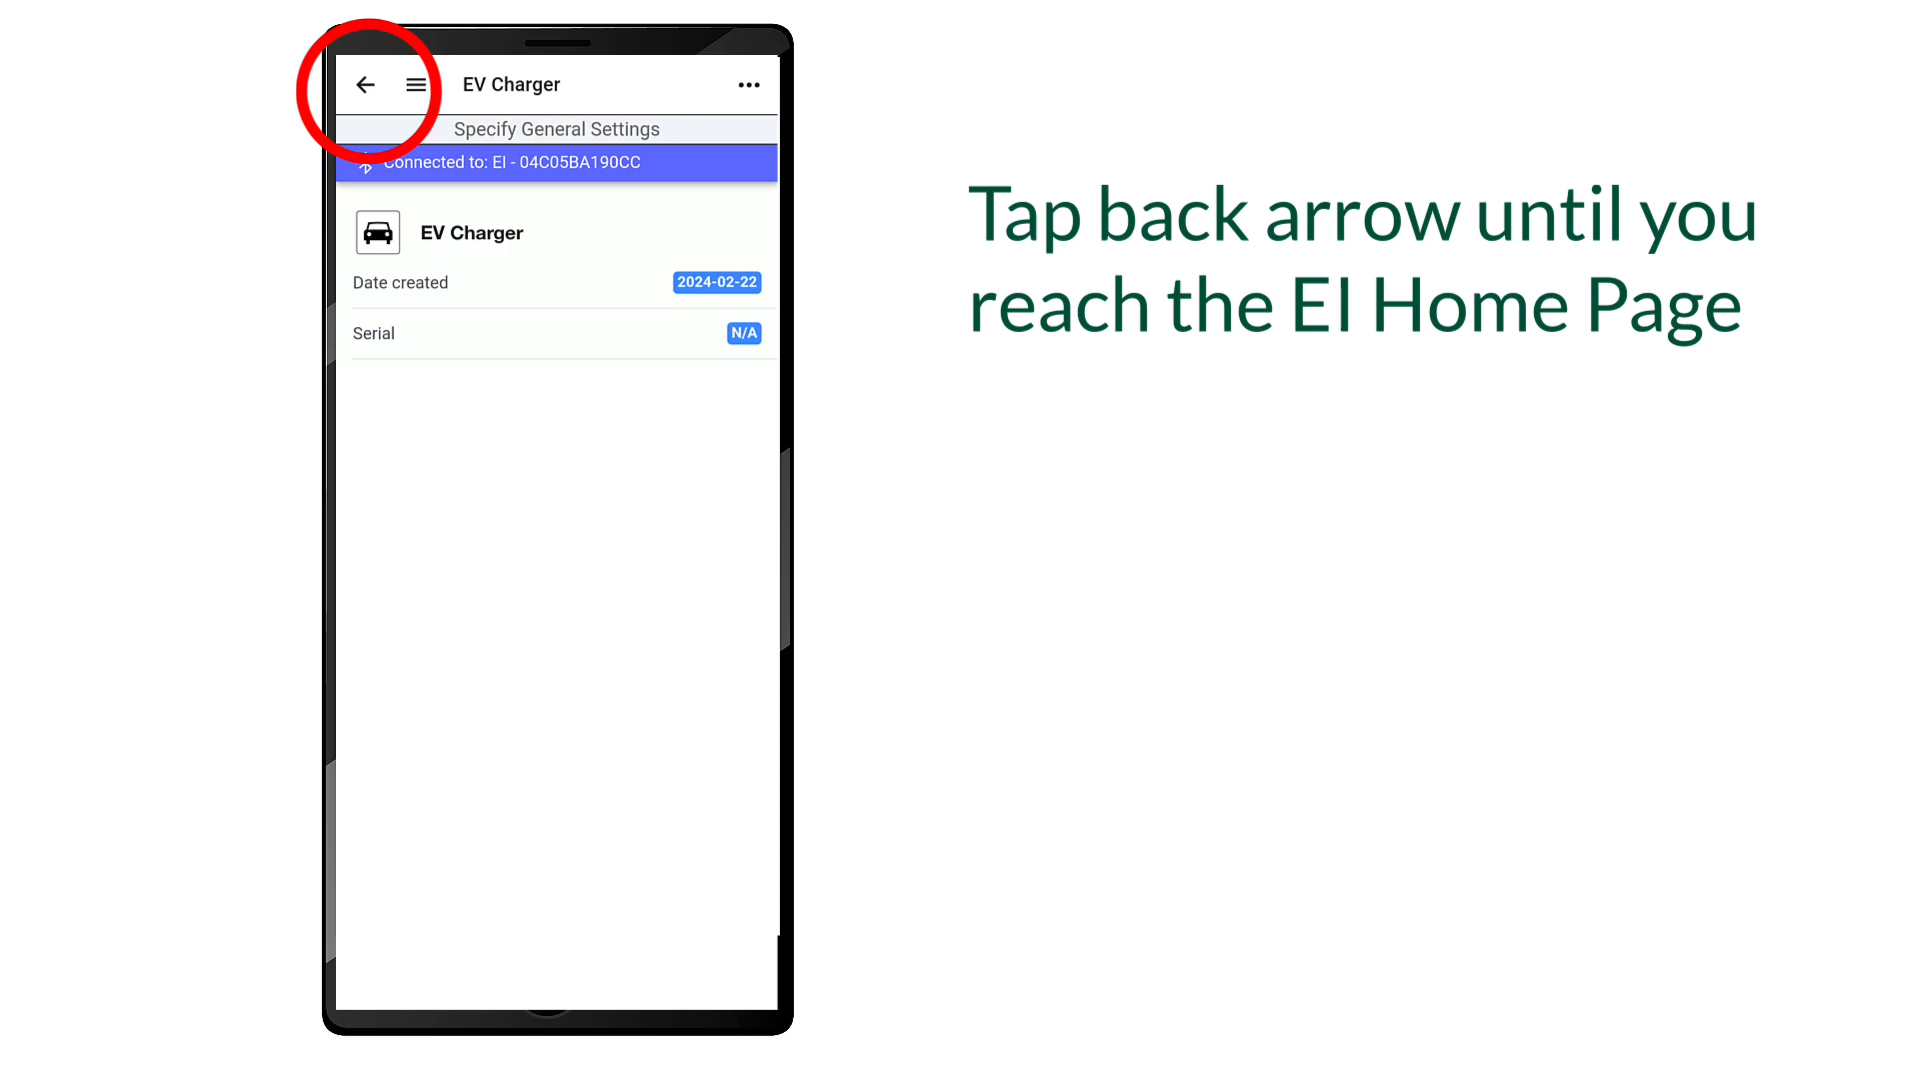 EV Charger
Specify General Settings
Connected to: EI - 04C05BA190CC
EV Charger
Date created 2024-02-22
Serial N/A
Tap back arrow until you
reach the EI Home Page